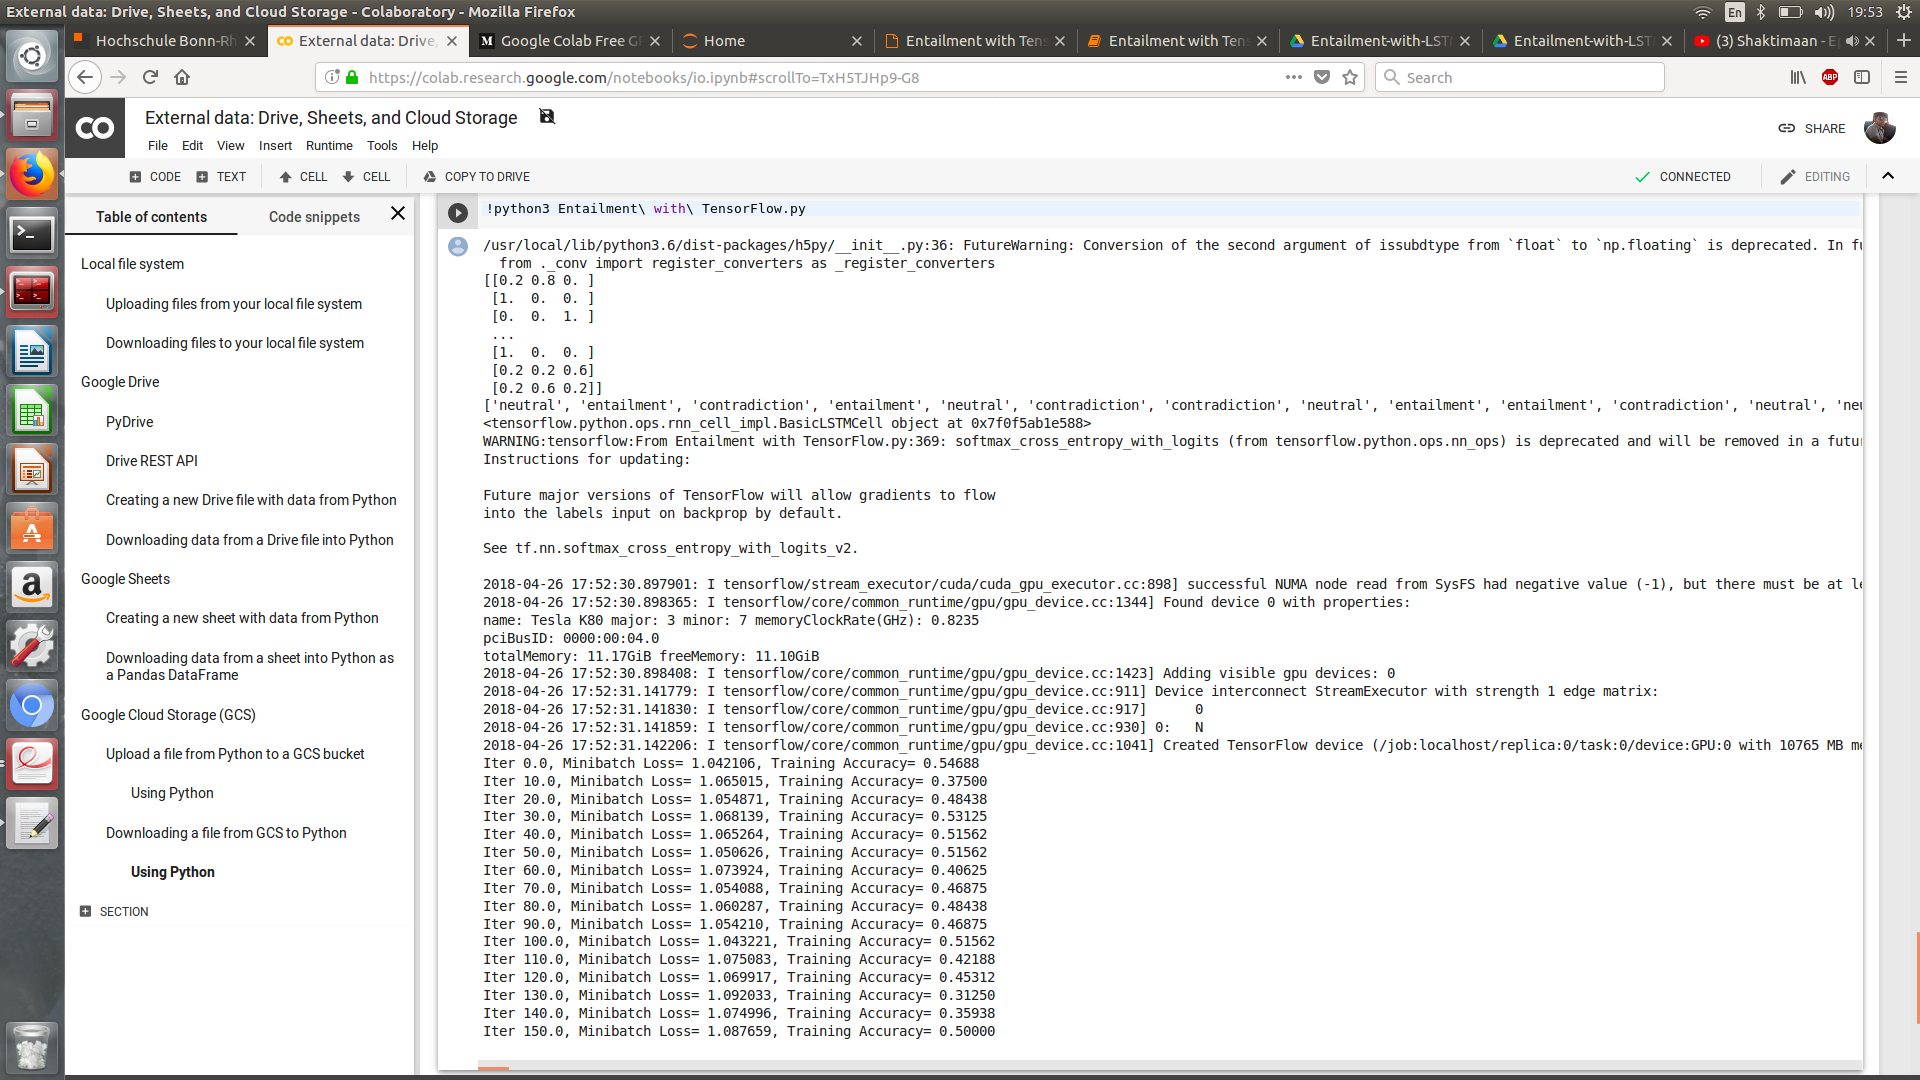 External data: Drive, Sheets, and Cloud Storage - Colaboratory - Mozilla Firefox
En
19:53
Hochschule Bonn-Rh
External data: Drive,
Google Colab Free G
Home
Entailment with Tens
Entailment with Tens
Entailment-with-LST
Entailment-with-LST
(3) Shaktimaan - E
https://colab.research.google.com/notebooks/io.ipynb#scrollTo=TxH5TJHp9-G8
Search
ABP
CO
External data: Drive, Sheets, and Cloud Storage
SHARE
File Edit View Insert Runtime Tools Help
CODE TEXT CELL CELL COPY TO DRIVE
CONNECTED
EDITING
Table of contents
Code snippets
Local file system
Uploading files from your local file system
Downloading files to your local file system
Google Drive
PyDrive
Drive REST API
Creating a new Drive file with data from Python
Downloading data from a Drive file into Python
Google Sheets
Creating a new sheet with data from Python
Downloading data from a sheet into Python as
a Pandas DataFrame
Google Cloud Storage (GCS)
Upload a file from Python to a GCS bucket
Using Python
Downloading a file from GCS to Python
Using Python
SECTION
!python3 Entailment\ with\ TensorFlow.py
/usr/local/lib/python3.6/dist-packages/h5py/__init__.py:36: FutureWarning: Conversion of the second argument of issubdtype from `float` to `np.floating` is deprecated. In fu
from ._conv import register_converters as _register_converters
[[0.2 0.8 0. ]
[1. 0. 0. ]
[0. 0. 1. ]
...
[1. 0. 0. ]
[0.2 0.2 0.6]
[0.2 0.6 0.2]]
['neutral', 'entailment', 'contradiction', 'entailment', 'neutral', 'contradiction', 'contradiction', 'neutral', 'entailment', 'entailment', 'contradiction', 'neutral', 'neu
<tensorflow.python.ops.rnn_cell_impl.BasicLSTMCell object at 0x7f0f5ab1e588>
WARNING:tensorflow:From Entailment with TensorFlow.py:369: softmax_cross_entropy_with_logits (from tensorflow.python.ops.nn_ops) is deprecated and will be removed in a futur
Instructions for updating:
Future major versions of TensorFlow will allow gradients to flow
into the labels input on backprop by default.
See tf.nn.softmax_cross_entropy_with_logits_v2.
2018-04-26 17:52:30.897901: I tensorflow/stream_executor/cuda/cuda_gpu_executor.cc:898] successful NUMA node read from SysFS had negative value (-1), but there must be at le
2018-04-26 17:52:30.898365: I tensorflow/core/common_runtime/gpu/gpu_device.cc:1344] Found device 0 with properties:
name: Tesla K80 major: 3 minor: 7 memoryClockRate(GHz): 0.8235
pciBusID: 0000:00:04.0
totalMemory: 11.17GiB freeMemory: 11.10GiB
2018-04-26 17:52:30.898408: I tensorflow/core/common_runtime/gpu/gpu_device.cc:1423] Adding visible gpu devices: 0
2018-04-26 17:52:31.141779: I tensorflow/core/common_runtime/gpu/gpu_device.cc:911] Device interconnect StreamExecutor with strength 1 edge matrix:
2018-04-26 17:52:31.141830: I tensorflow/core/common_runtime/gpu/gpu_device.cc:917]      0
2018-04-26 17:52:31.141859: I tensorflow/core/common_runtime/gpu/gpu_device.cc:930] 0:   N
2018-04-26 17:52:31.142206: I tensorflow/core/common_runtime/gpu/gpu_device.cc:1041] Created TensorFlow device (/job:localhost/replica:0/task:0/device:GPU:0 with 10765 MB me
Iter 0.0, Minibatch Loss= 1.042106, Training Accuracy= 0.54688
Iter 10.0, Minibatch Loss= 1.065015, Training Accuracy= 0.37500
Iter 20.0, Minibatch Loss= 1.054871, Training Accuracy= 0.48438
Iter 30.0, Minibatch Loss= 1.068139, Training Accuracy= 0.53125
Iter 40.0, Minibatch Loss= 1.065264, Training Accuracy= 0.51562
Iter 50.0, Minibatch Loss= 1.050626, Training Accuracy= 0.51562
Iter 60.0, Minibatch Loss= 1.073924, Training Accuracy= 0.40625
Iter 70.0, Minibatch Loss= 1.054088, Training Accuracy= 0.46875
Iter 80.0, Minibatch Loss= 1.060287, Training Accuracy= 0.48438
Iter 90.0, Minibatch Loss= 1.054210, Training Accuracy= 0.46875
Iter 100.0, Minibatch Loss= 1.043221, Training Accuracy= 0.51562
Iter 110.0, Minibatch Loss= 1.075083, Training Accuracy= 0.42188
Iter 120.0, Minibatch Loss= 1.069917, Training Accuracy= 0.45312
Iter 130.0, Minibatch Loss= 1.092033, Training Accuracy= 0.31250
Iter 140.0, Minibatch Loss= 1.074996, Training Accuracy= 0.35938
Iter 150.0, Minibatch Loss= 1.087659, Training Accuracy= 0.50000